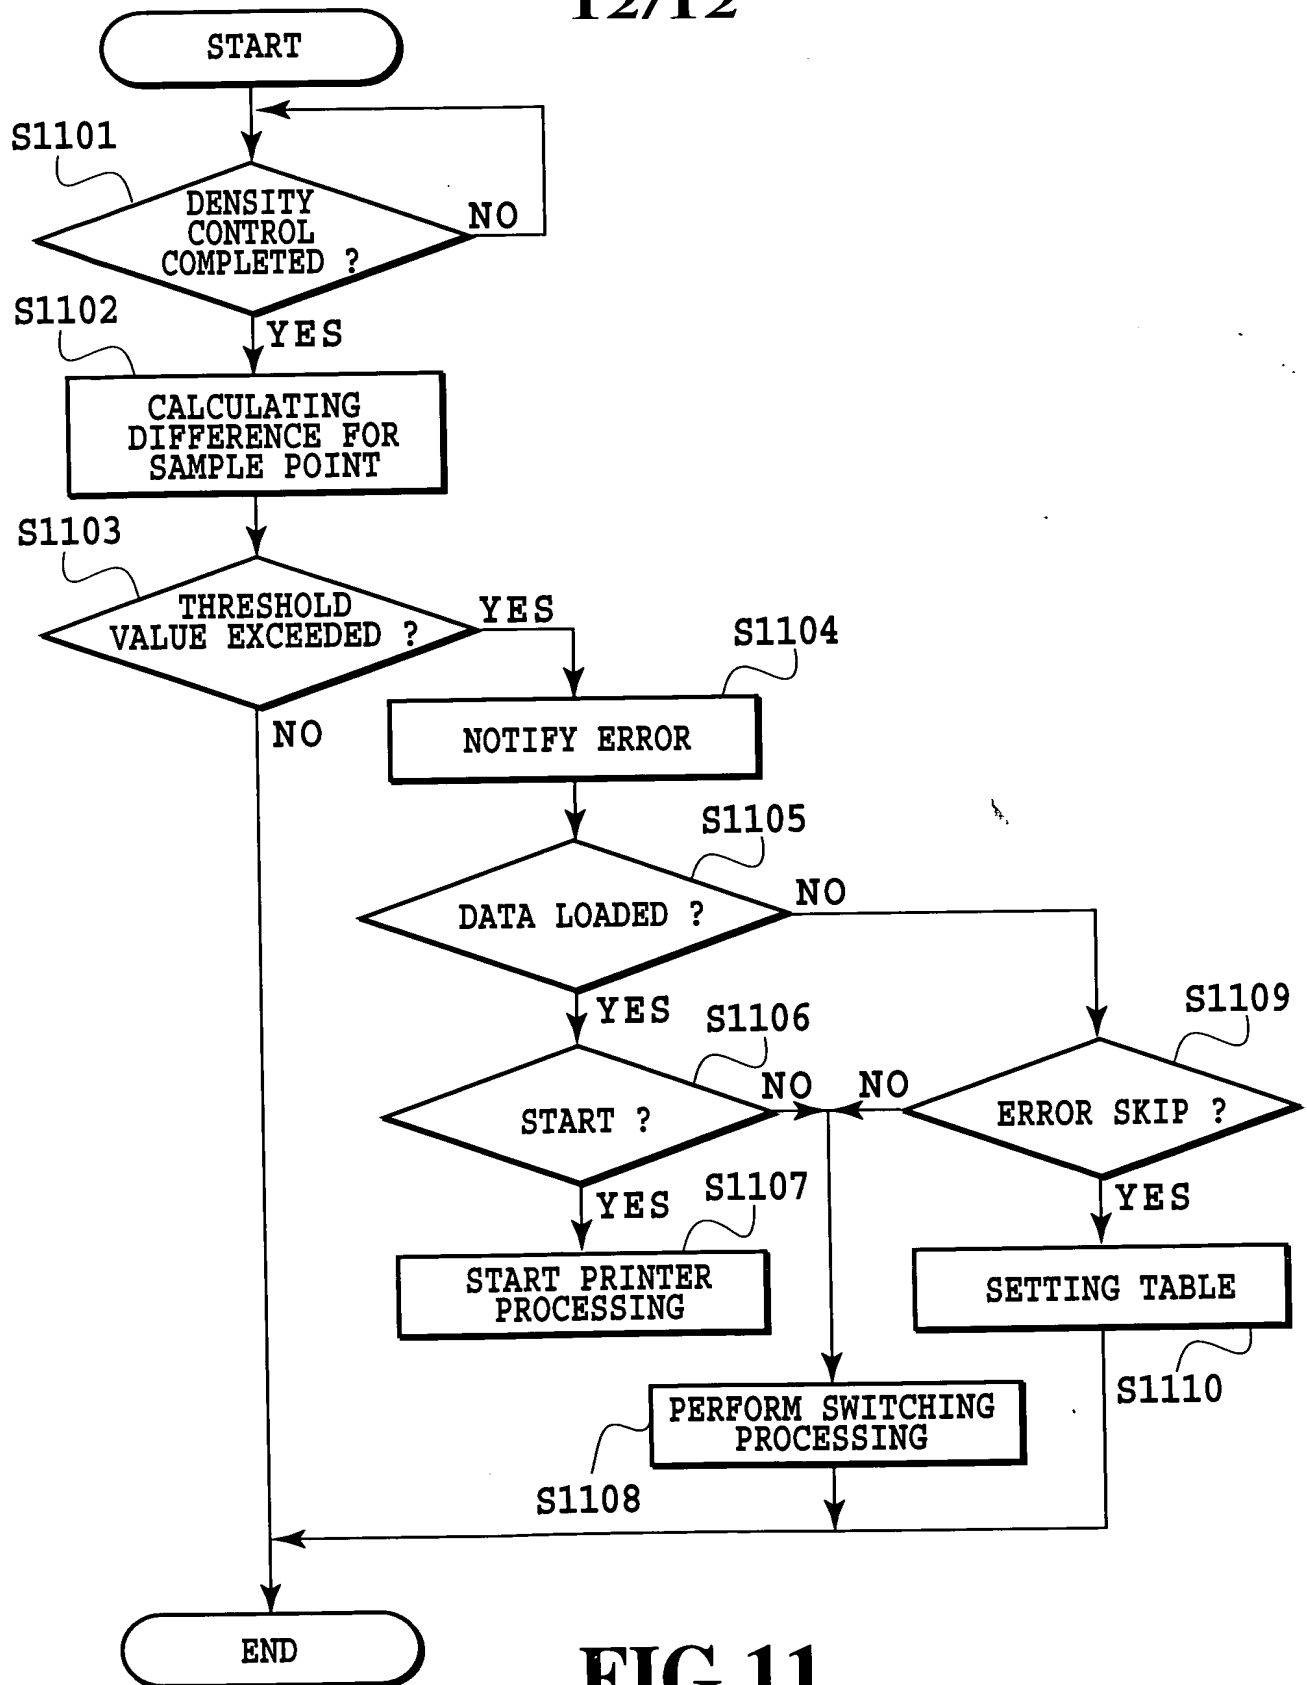 12/12
START
S1101
DENSITY
CONTROL
COMPLETED ?
NO
S1102
YES
CALCULATING
DIFFERENCE FOR
SAMPLE POINT
S1103
THRESHOLD
VALUE EXCEEDED ?
YES
S1104
NO
NOTIFY ERROR
S1105
DATA LOADED ?
NO
YES
S1106
S1109
START ?
NO
NO
ERROR SKIP ?
YES
S1107
YES
START PRINTER
PROCESSING
SETTING TABLE
S1110
PERFORM SWITCHING
PROCESSING
S1108
END
FIG.11